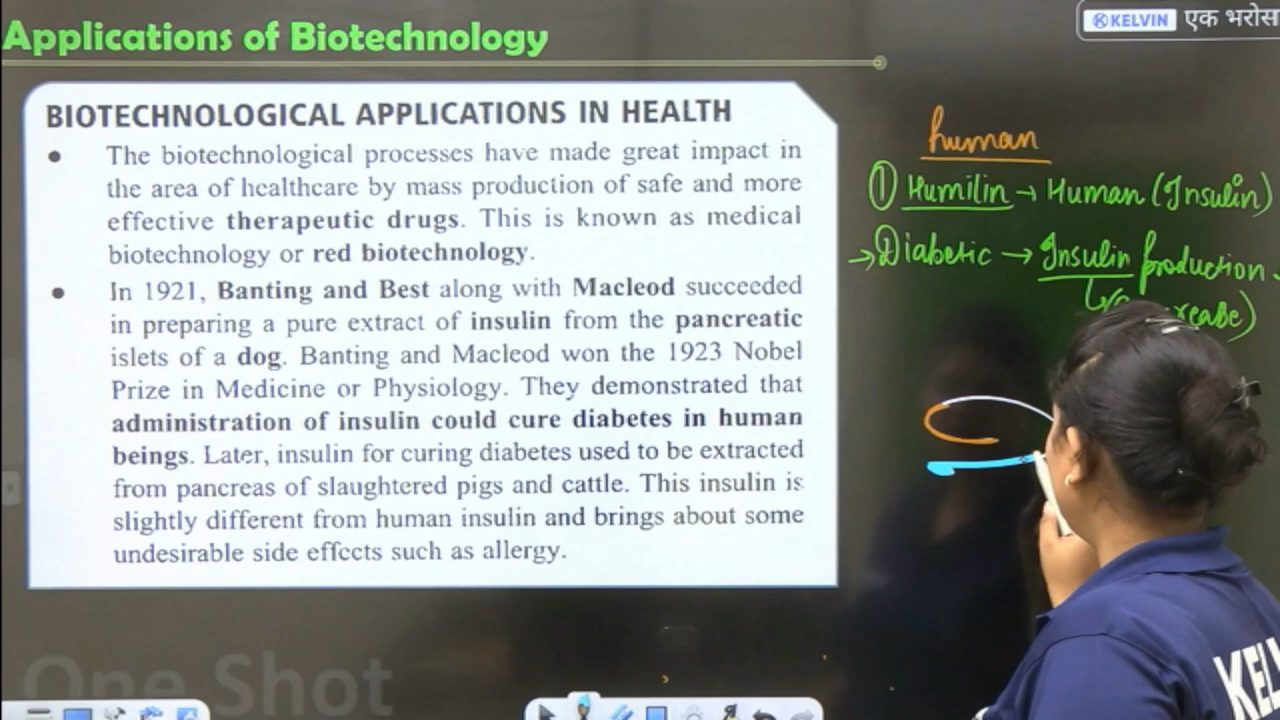 Applications of Biotechnology
KELVIN एक भरोस
BIOTECHNOLOGICAL APPLICATIONS IN HEALTH
• The biotechnological processes have made great impact in
the area of healthcare by mass production of safe and more
effective therapeutic drugs. This is known as medical
biotechnology or red biotechnology.
• In 1921, Banting and Best along with Macleod succeeded
in preparing a pure extract of insulin from the pancreatic
islets of a dog. Banting and Macleod won the 1923 Nobel
Prize in Medicine or Physiology. They demonstrated that
administration of insulin could cure diabetes in human
beings. Later, insulin for curing diabetes used to be extracted
from pancreas of slaughtered pigs and cattle. This insulin is
slightly different from human insulin and brings about some
undesirable side effects such as allergy.
human
① Humilin → Human (Insulin)
→ Diabetic → Insulin production
One Shot